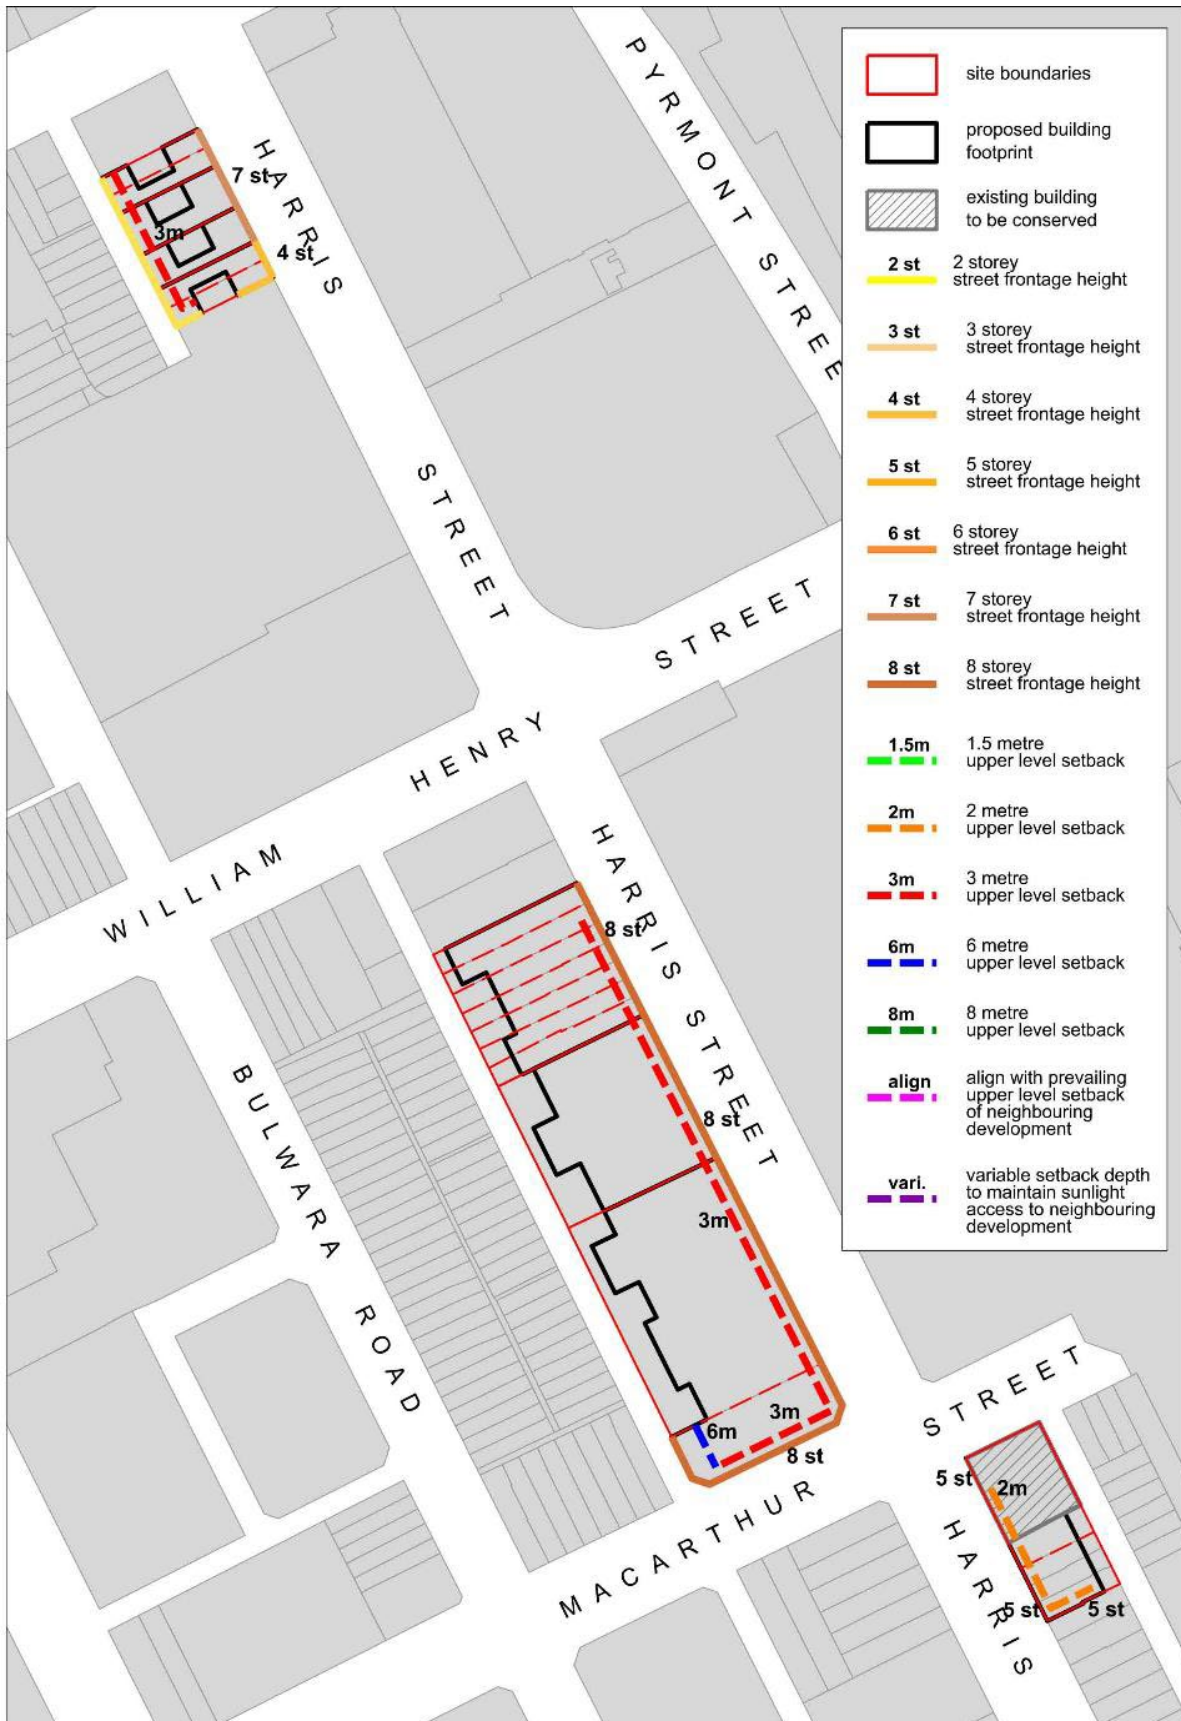 HARRIS
STREET
PYRMONT STREE
7 st
3m
4 st
WILLIAM
HENRY
STREET
HARRIS STREET
8 st
8 st
3m
BULWARA
ROAD
3m
6m
8 st
MACARTHUR
STREET
5 st
2m
HARRIS
5 st
5 st
site boundaries
proposed building
footprint
existing building
to be conserved
2 st
2 storey
street frontage height
3 st
3 storey
street frontage height
4 st
4 storey
street frontage height
5 st
5 storey
street frontage height
6 st
6 storey
street frontage height
7 st
7 storey
street frontage height
8 st
8 storey
street frontage height
1.5m
1.5 metre
upper level setback
2m
2 metre
upper level setback
3m
3 metre
upper level setback
6m
6 metre
upper level setback
8m
8 metre
upper level setback
align
align with prevailing
upper level setback
of neighbouring
development
vari.
variable setback depth
to maintain sunlight
access to neighbouring
development